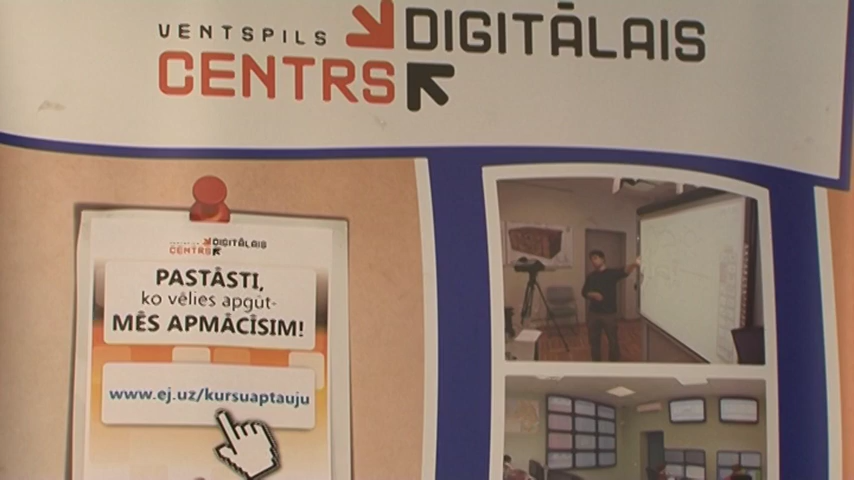 VENTSPILS DIGITĀLAIS
CENTRS
DIGITĀLAIS
CENTRS
PASTĀSTI,
ko vēlies apgūt-
MĒS APMĀCĪSIM!
www.ej.uz/kursuaptauju